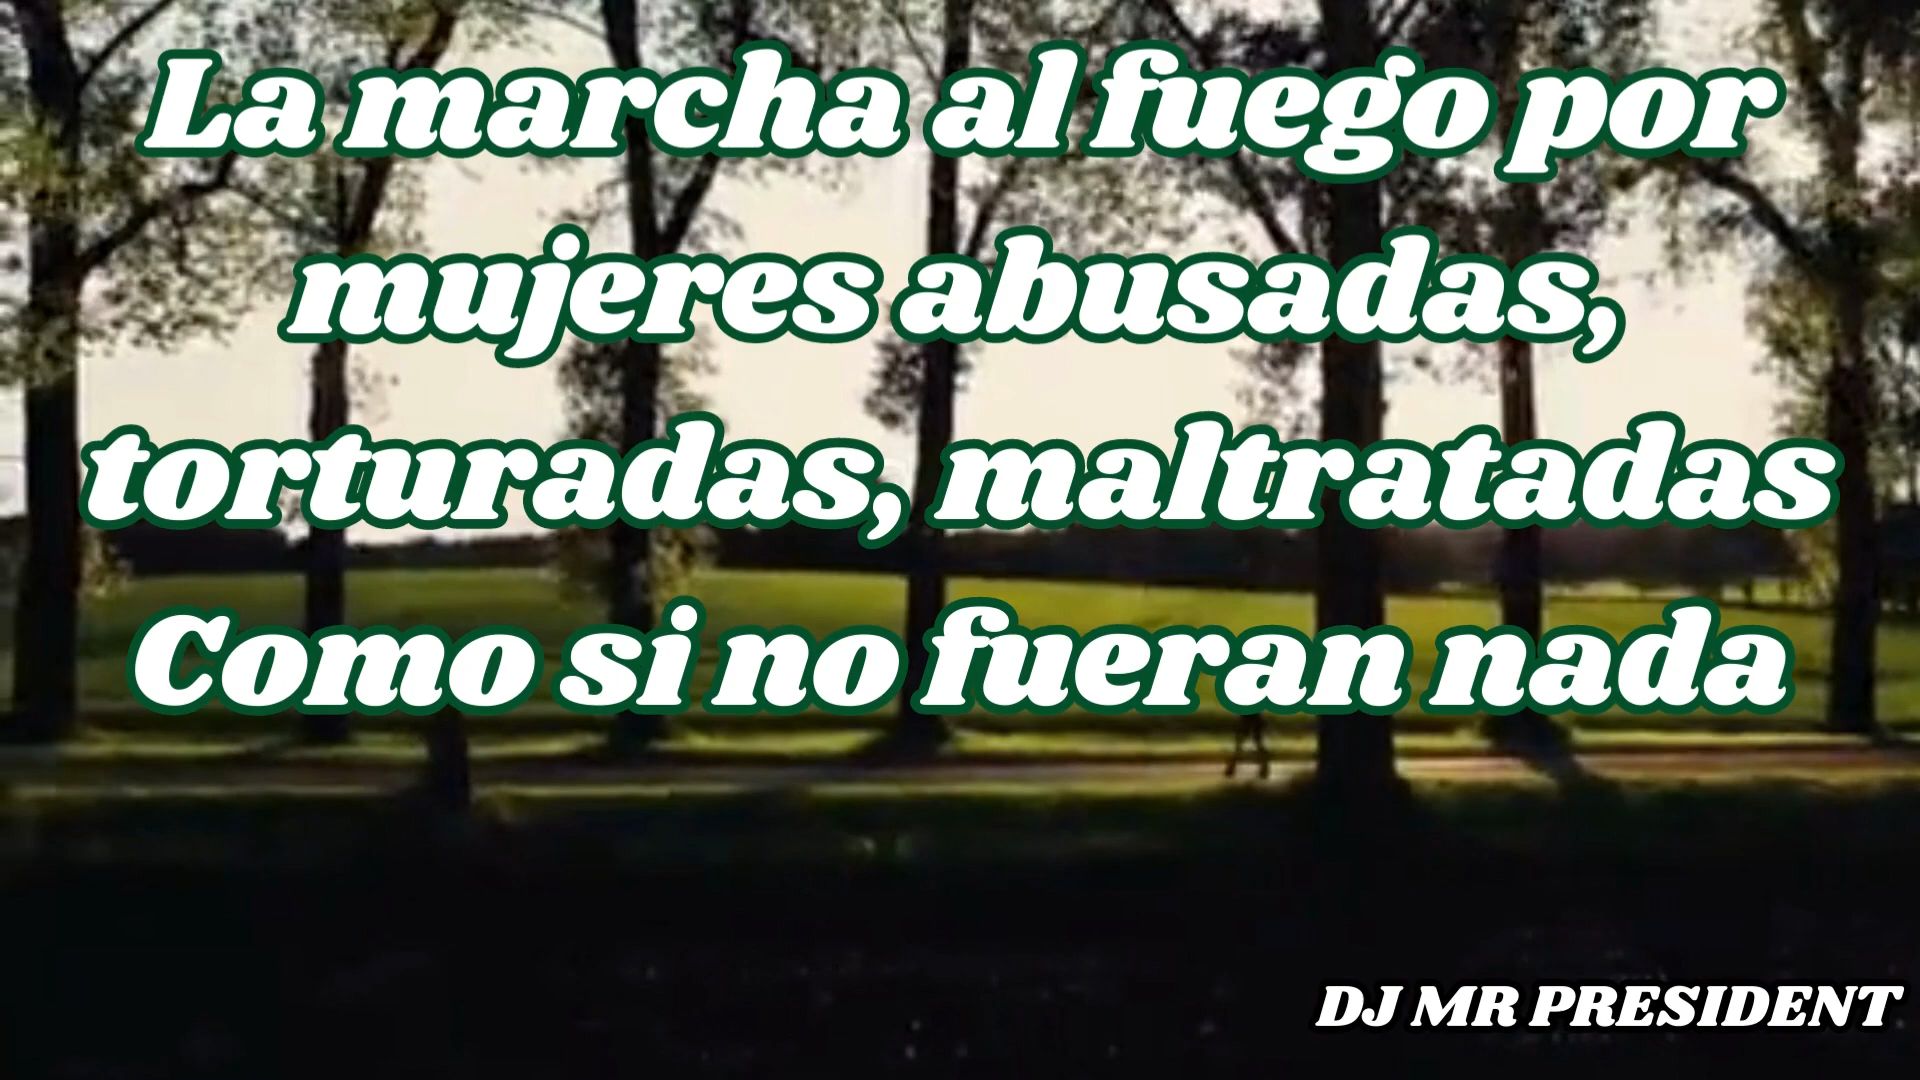 La marcha al fuego por
mujeres abusadas,
torturadas, maltratadas
Como si no fueran nada
DJ MR PRESIDENT